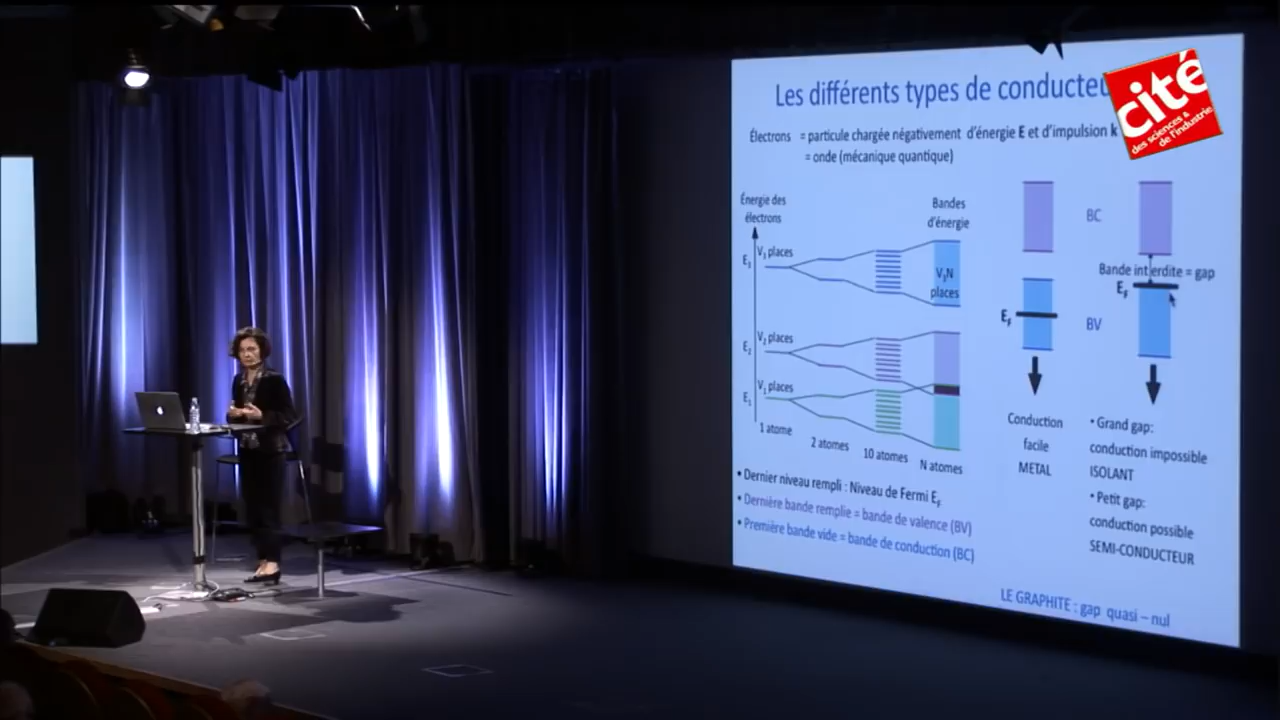 Les différents types de conducteu
cité
des sciences &
de l'industrie
Électrons = particule chargée négativement d'énergie E et d'impulsion k
= onde (mécanique quantique)
Énergie des
électrons
Bandes
d'énergie
E3
V3 places
V3N
places
E2
V2 places
E1
V1 places
1 atome
2 atomes
10 atomes
N atomes
BC
Bande interdite = gap
EF
EF
BV
Conduction
facile
METAL
• Grand gap:
conduction impossible
ISOLANT
• Petit gap:
conduction possible
SEMI-CONDUCTEUR
• Dernier niveau rempli : Niveau de Fermi EF
• Dernière bande remplie = bande de valence (BV)
• Première bande vide = bande de conduction (BC)
LE GRAPHITE : gap quasi – nul